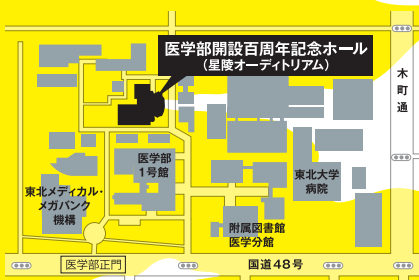 医学部開設百周年記念ホール
（星陵オーディトリアム）
木町通
医学部
1号館
東北大学
病院
東北メディカル・
メガバンク
機構
附属図書館
医学分館
医学部正門
国道48号